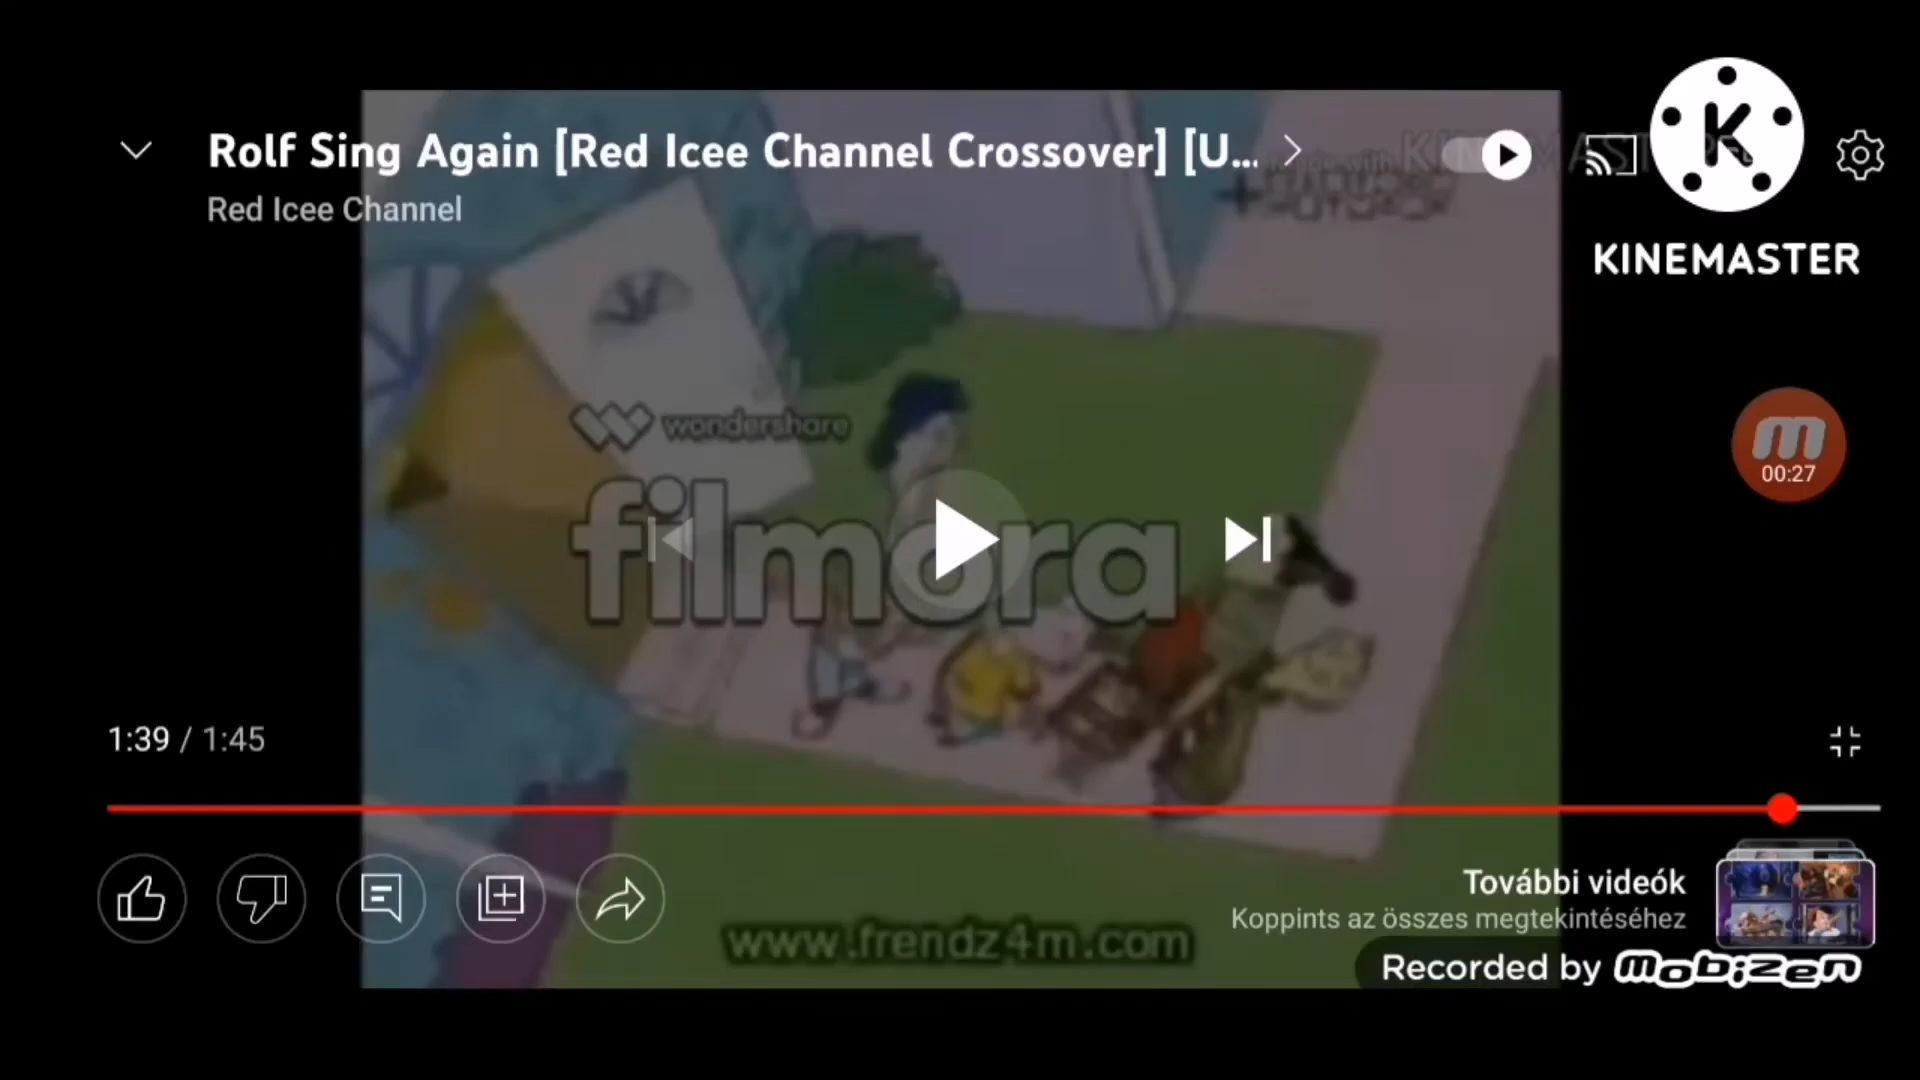 Rolf Sing Again [Red Icee Channel Crossover] [U...
Red Icee Channel
KINEMASTER
wondershare
filmora
00:27
1:39 / 1:45
További videók
Koppints az összes megtekintéséhez
www.frendz4m.com
Recorded by mobizen